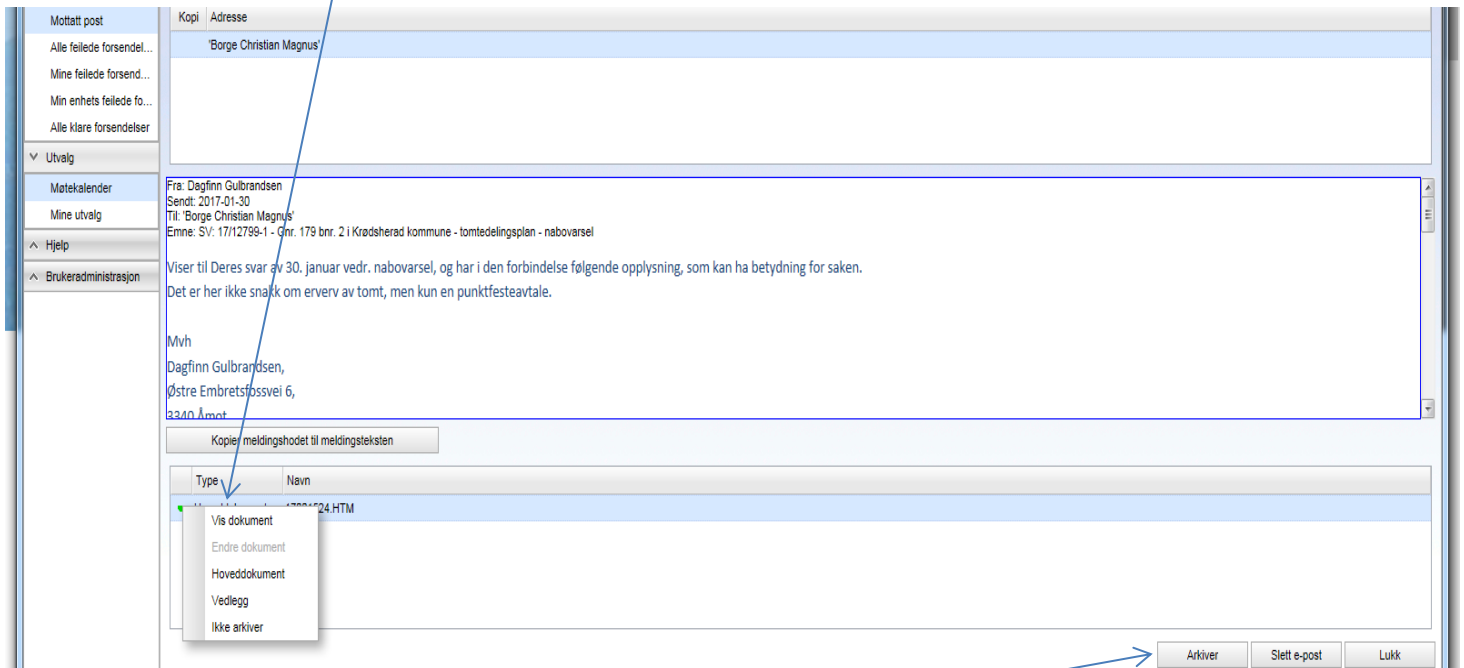 Mottatt post
Alle feilede forsendel...
Mine feilede forsend...
Min enhets feilede fo...
Alle klare forsendelser
Utvalg
Møtekalender
Mine utvalg
Hjelp
Brukeradministrasjon
Kopi Adresse
'Borge Christian Magnus'
Fra: Dagfinn Gulbrandsen
Sendt: 2017-01-30
Til: 'Borge Christian Magnus'
Emne: SV: 17/12799-1 - Gnr. 179 bnr. 2 i Krødsherad kommune - tomtedelingsplan - nabovarsel
Viser til Deres svar av 30. januar vedr. nabovarsel, og har i den forbindelse følgende opplysning, som kan ha betydning for saken.
Det er her ikke snakk om erverv av tomt, men kun en punktfesteavtale.
Mvh
Dagfinn Gulbrandsen,
Østre Embretsfossvei 6,
3340 Åmot
Kopier meldingshodet til meldingsteksten
Type Navn
24.HTM
Vis dokument
Endre dokument
Hoveddokument
Vedlegg
Ikke arkiver
Arkiver Slett e-post Lukk